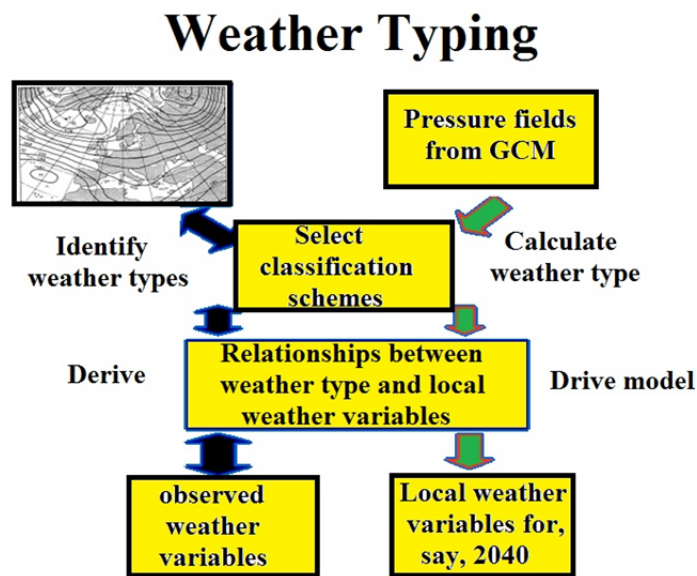 Weather Typing
Pressure fields
from GCM
Identify
weather types
Select
classification
schemes
Calculate
weather type
Derive
Relationships between
weather type and local
weather variables
Drive model
observed
weather
variables
Local weather
variables for,
say, 2040